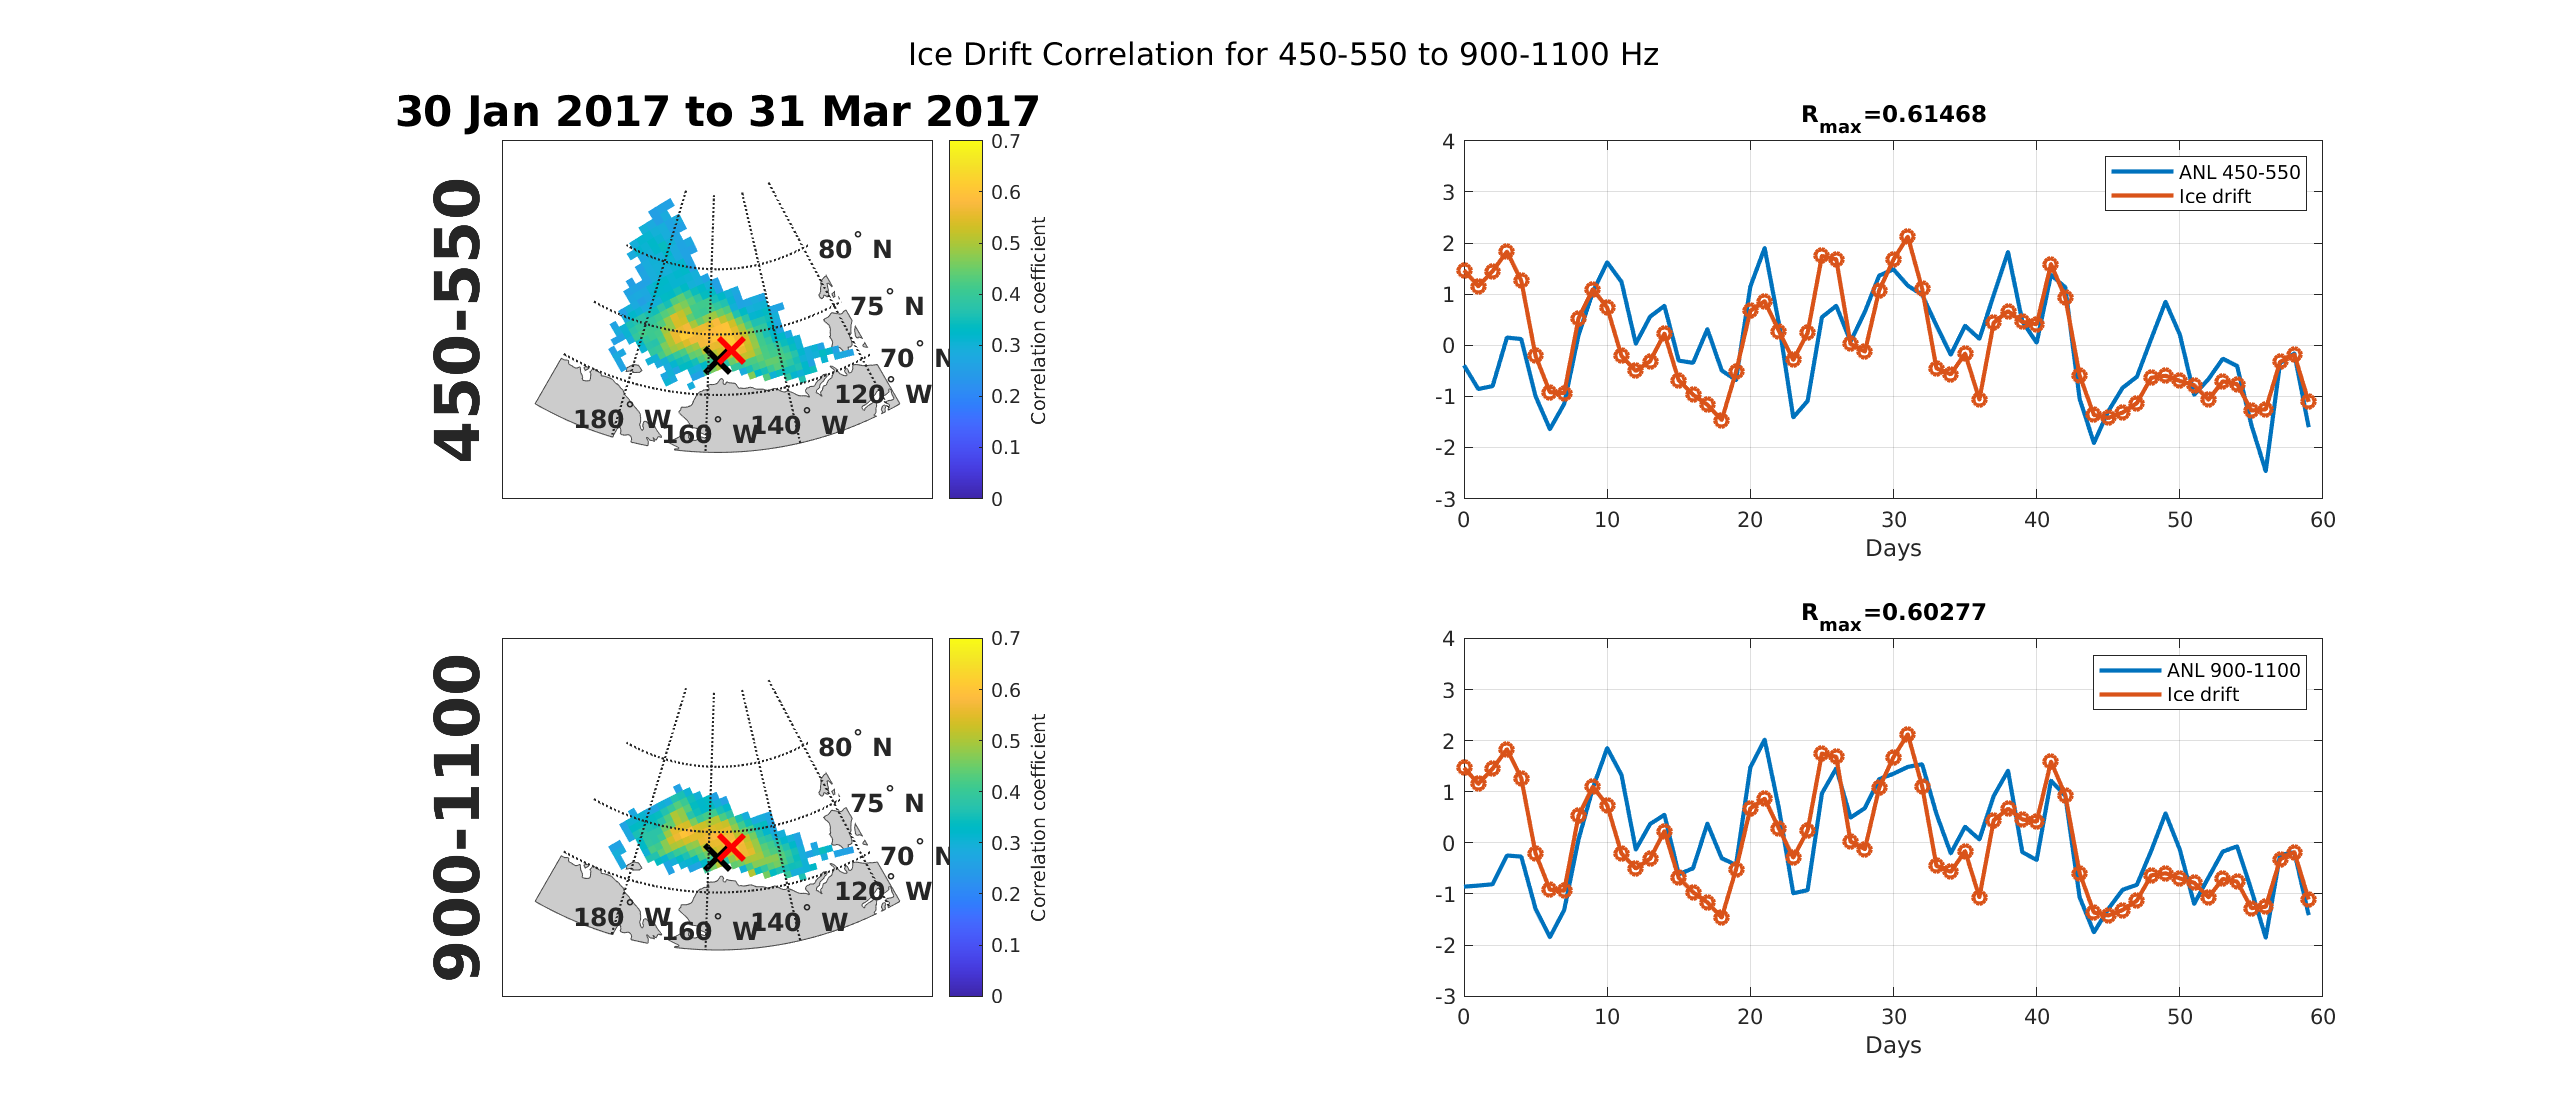 Ice Drift Correlation for 450-550 to 900-1100 Hz
30 Jan 2017 to 31 Mar 2017
450-550
80° N
75° N
70° N
120° W
180° W
160° W
140° W
0.7
0.6
0.5
0.4
0.3
0.2
0.1
0
Correlation coefficient
Rmax=0.61468
4
3
2
1
0
-1
-2
-3
0 10 20 30 40 50 60
Days
ANL 450-550
Ice drift
900-1100
80° N
75° N
70° N
120° W
180° W
160° W
140° W
0.7
0.6
0.5
0.4
0.3
0.2
0.1
0
Correlation coefficient
Rmax=0.60277
4
3
2
1
0
-1
-2
-3
0 10 20 30 40 50 60
Days
ANL 900-1100
Ice drift